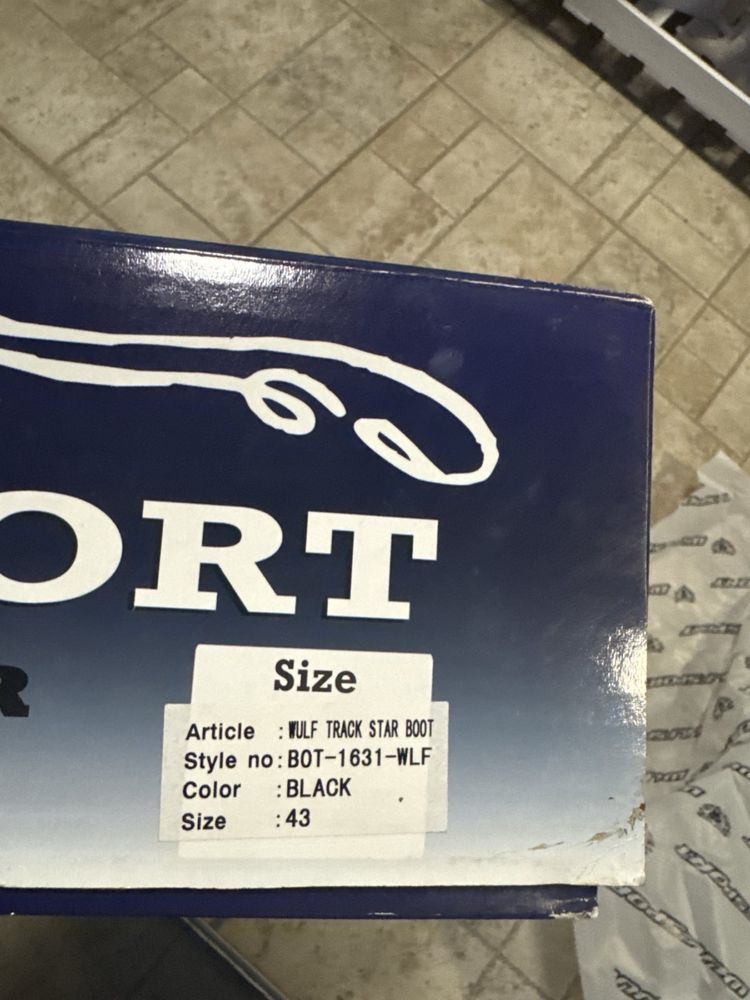 ORT
R
Size
Article : WULF TRACK STAR BOOT
Style no: BOT-1631-WLF
Color : BLACK
Size : 43